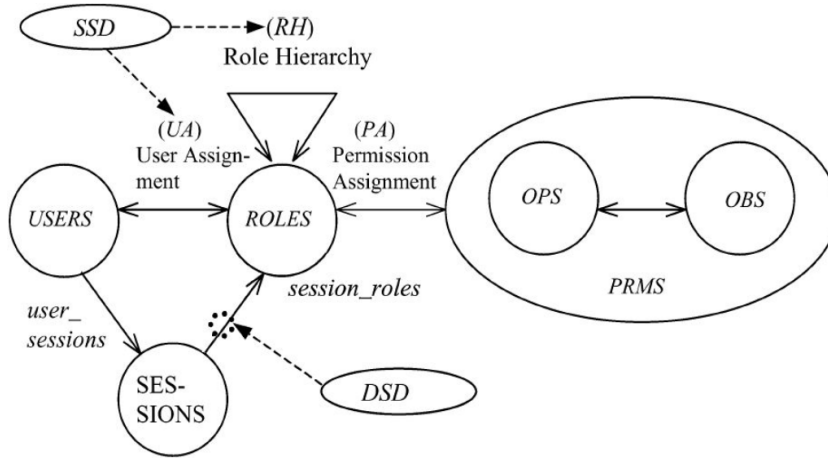 SSD
(RH)
Role Hierarchy
(UA)
User Assign-
ment
(PA)
Permission
Assignment
USERS
ROLES
OPS
OBS
PRMS
user_
sessions
session_roles
SES-
SIONS
DSD